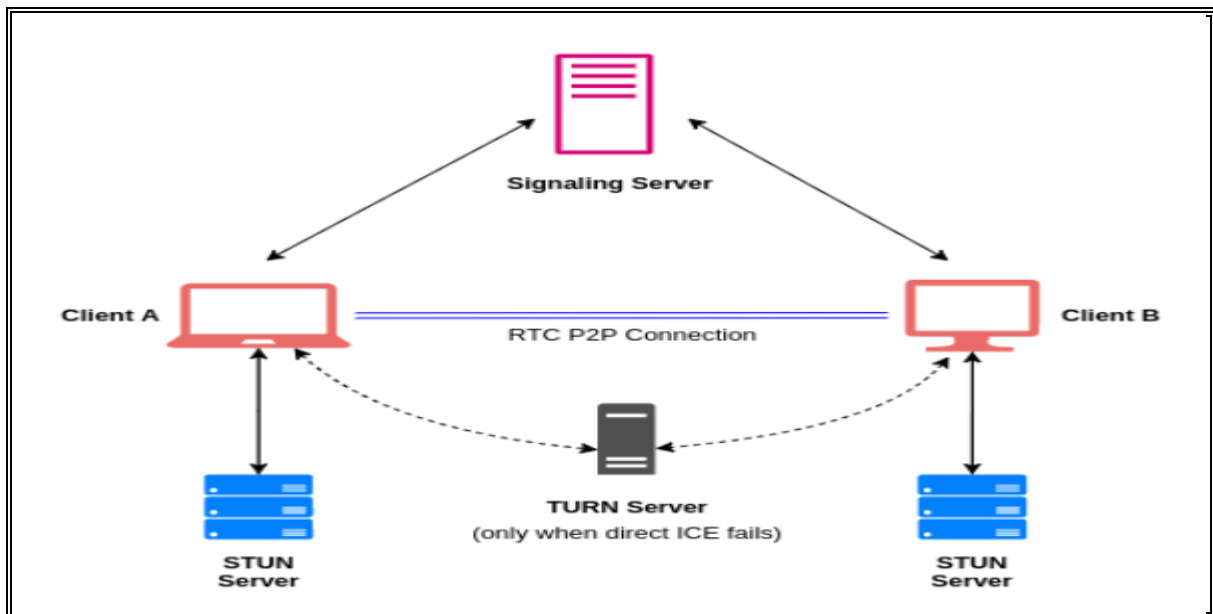 Signaling Server
Client A
Client B
RTC P2P Connection
TURN Server
(only when direct ICE fails)
STUN
Server
STUN
Server